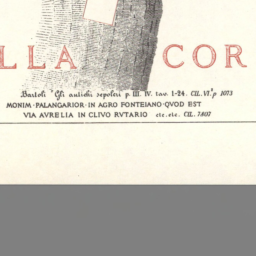 LLA COR
Bartoli "Gli antichi sepolcri p. III. IV. tav. 1-24. CIL. VI. p 1073
MONIM · PALANGARIOR · IN AGRO FONTEIANO · QVOD EST
VIA AVRELIA IN CLIVO RVTARIO etc. etc. CIL. 7807